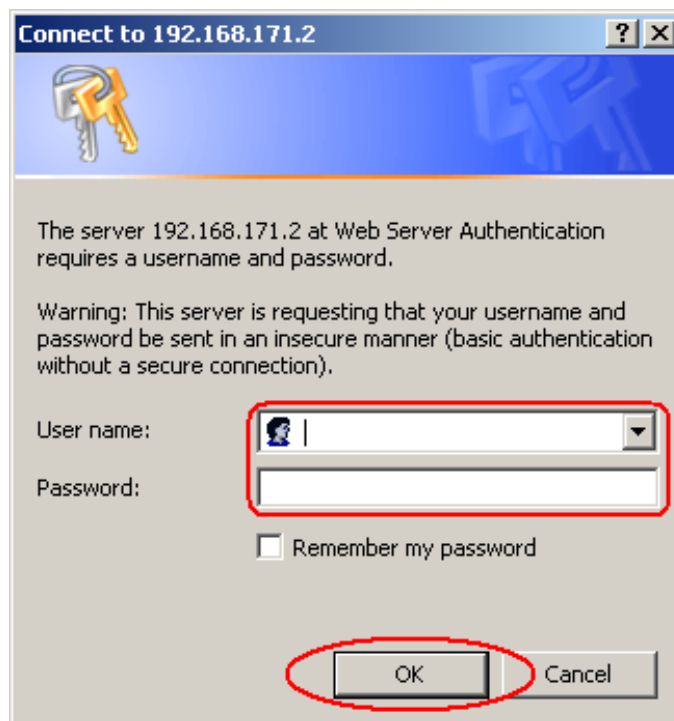 Connect to 192.168.171.2
The server 192.168.171.2 at Web Server Authentication
requires a username and password.
Warning: This server is requesting that your username and
password be sent in an insecure manner (basic authentication
without a secure connection).
User name:
Password:
Remember my password
OK Cancel